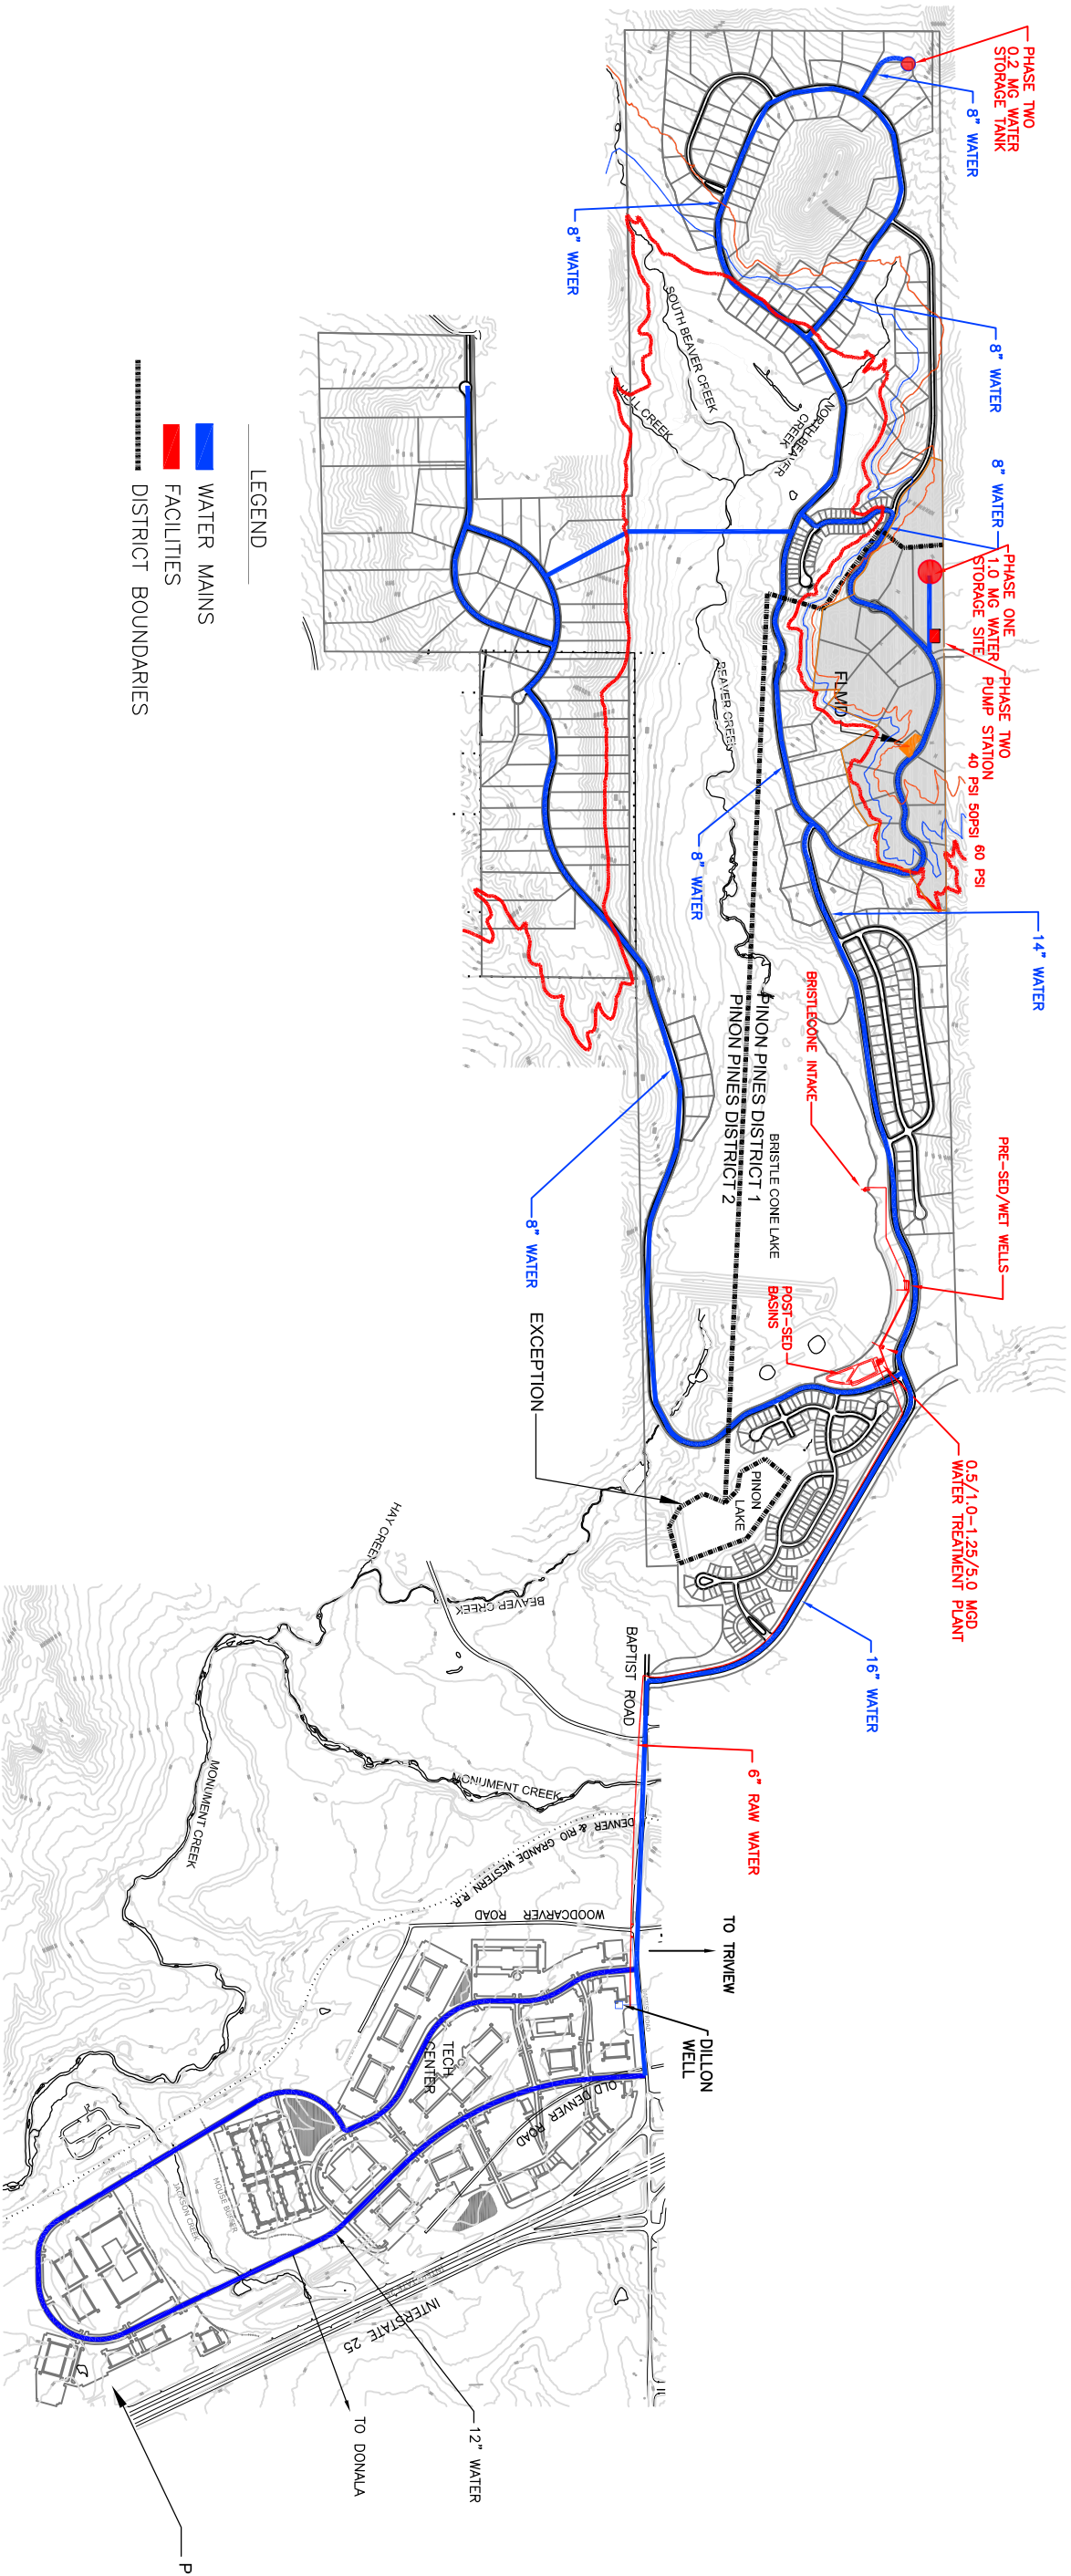 PHASE TWO
0.2 MG WATER
STORAGE TANK
8" WATER
8" WATER
8" WATER
8" WATER
PHASE ONE
1.0 MG WATER
STORAGE SITE
PHASE TWO
PUMP STATION
40 PSI 50PSI 60 PSI
FLMD
14" WATER
SOUTH BEAVER CREEK
HELL CREEK
NORTH BEAVER
CREEK
BEAVER CREEK
8" WATER
PINON PINES DISTRICT 1
PINON PINES DISTRICT 2
BRISTLECONE INTAKE
BRISTLE CONE LAKE
PRE-SED/WET WELLS
POST-SED
BASINS
8" WATER
EXCEPTION
PINON
LAKE
0.5/1.0-1.25/5.0 MGD
WATER TREATMENT PLANT
16" WATER
HAY CREEK
BEAVER CREEK
BAPTIST ROAD
6" RAW WATER
MONUMENT CREEK
MONUMENT CREEK
DENVER & RIO GRANDE WESTERN R.R.
WOODCARVER ROAD
TO TRIVIEW
DILLON
WELL
TECH
CENTER
OLD DENVER ROAD
MOUSE BUFFER
JACKSON CREEK
INTERSTATE 25
12" WATER
TO DONALA
P
LEGEND
WATER MAINS
FACILITIES
DISTRICT BOUNDARIES